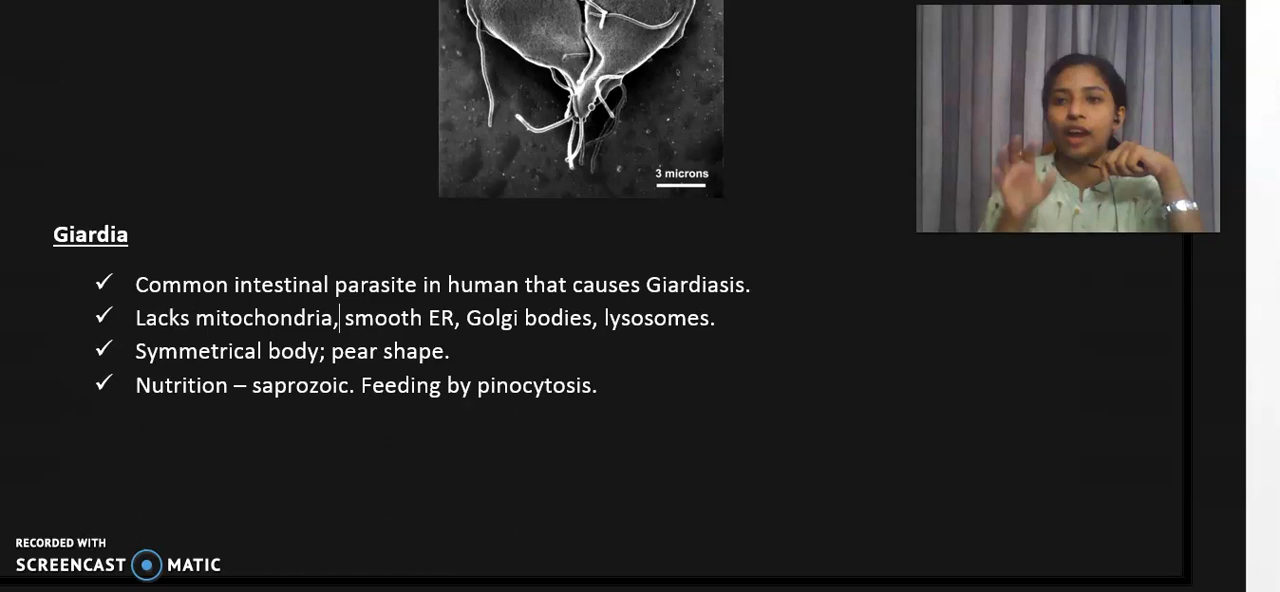 3 microns
Giardia
✓ Common intestinal parasite in human that causes Giardiasis.
✓ Lacks mitochondria, smooth ER, Golgi bodies, lysosomes.
✓ Symmetrical body; pear shape.
✓ Nutrition – saprozoic. Feeding by pinocytosis.
RECORDED WITH
SCREENCAST MATIC